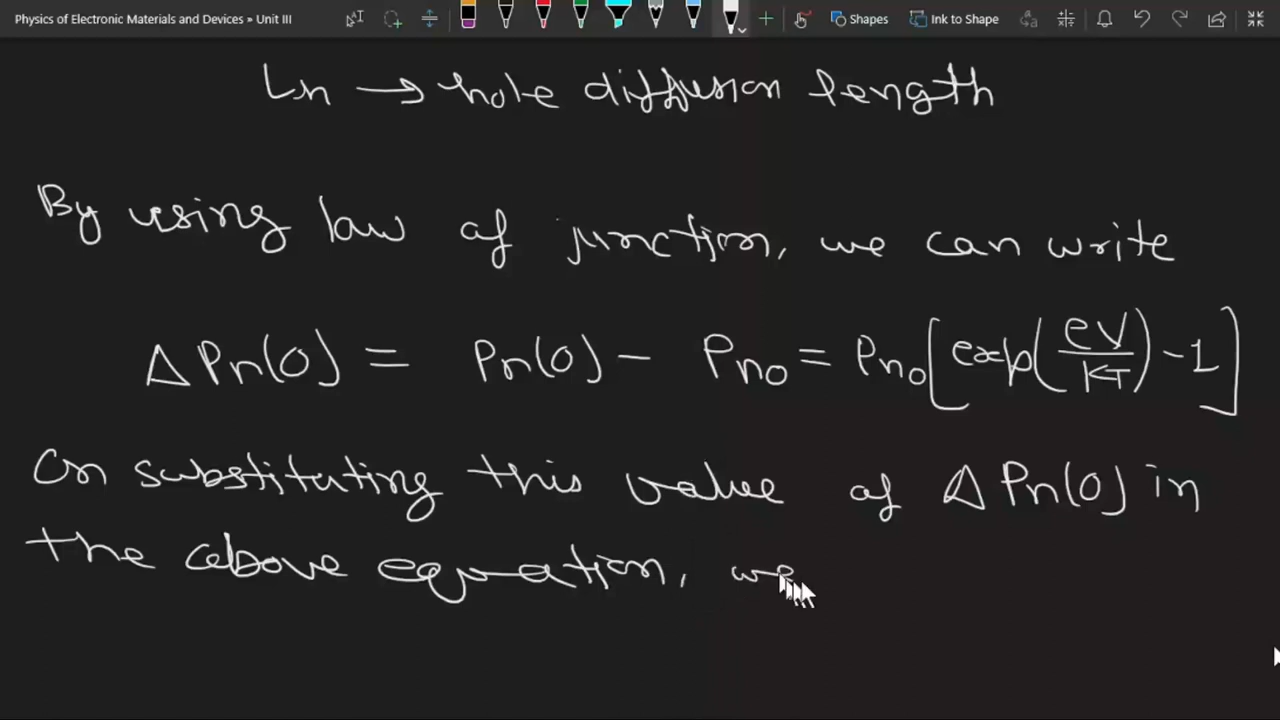 Physics of Electronic Materials and Devices » Unit III
Shapes
Ink to Shape
Ln → hole diffusion length
By using law of junction, we can write
Δ Pn(0) = Pn(0) - Pn₀ = Pn₀ [exp(eV/KT) - 1]
On substituting this value of Δ Pn(0) in
the above equation, we